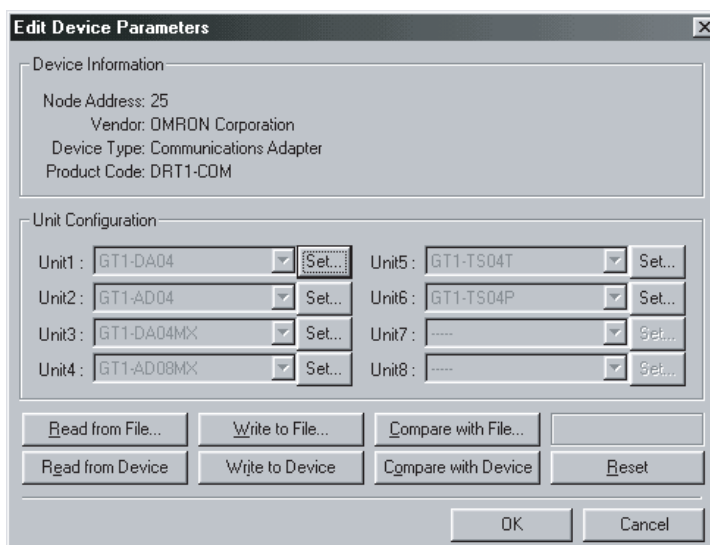 Edit Device Parameters
Device Information
Node Address: 25
Vendor: OMRON Corporation
Device Type: Communications Adapter
Product Code: DRT1-COM
Unit Configuration
Unit1 : GT1-DA04 Set... Unit5 : GT1-TS04T Set...
Unit2 : GT1-AD04 Set... Unit6 : GT1-TS04P Set...
Unit3 : GT1-DA04MX Set... Unit7 : ----- Set...
Unit4 : GT1-AD08MX Set... Unit8 : ----- Set...
Read from File... Write to File... Compare with File...
Read from Device Write to Device Compare with Device Reset
OK Cancel